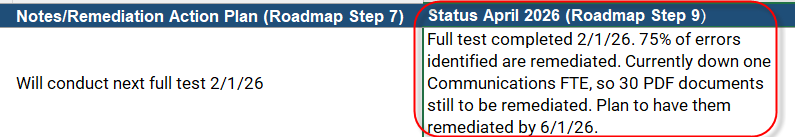 Notes/Remediation Action Plan (Roadmap Step 7)
Status April 2026 (Roadmap Step 9)
Will conduct next full test 2/1/26
Full test completed 2/1/26. 75% of errors
identified are remediated. Currently down one
Communications FTE, so 30 PDF documents
still to be remediated. Plan to have them
remediated by 6/1/26.